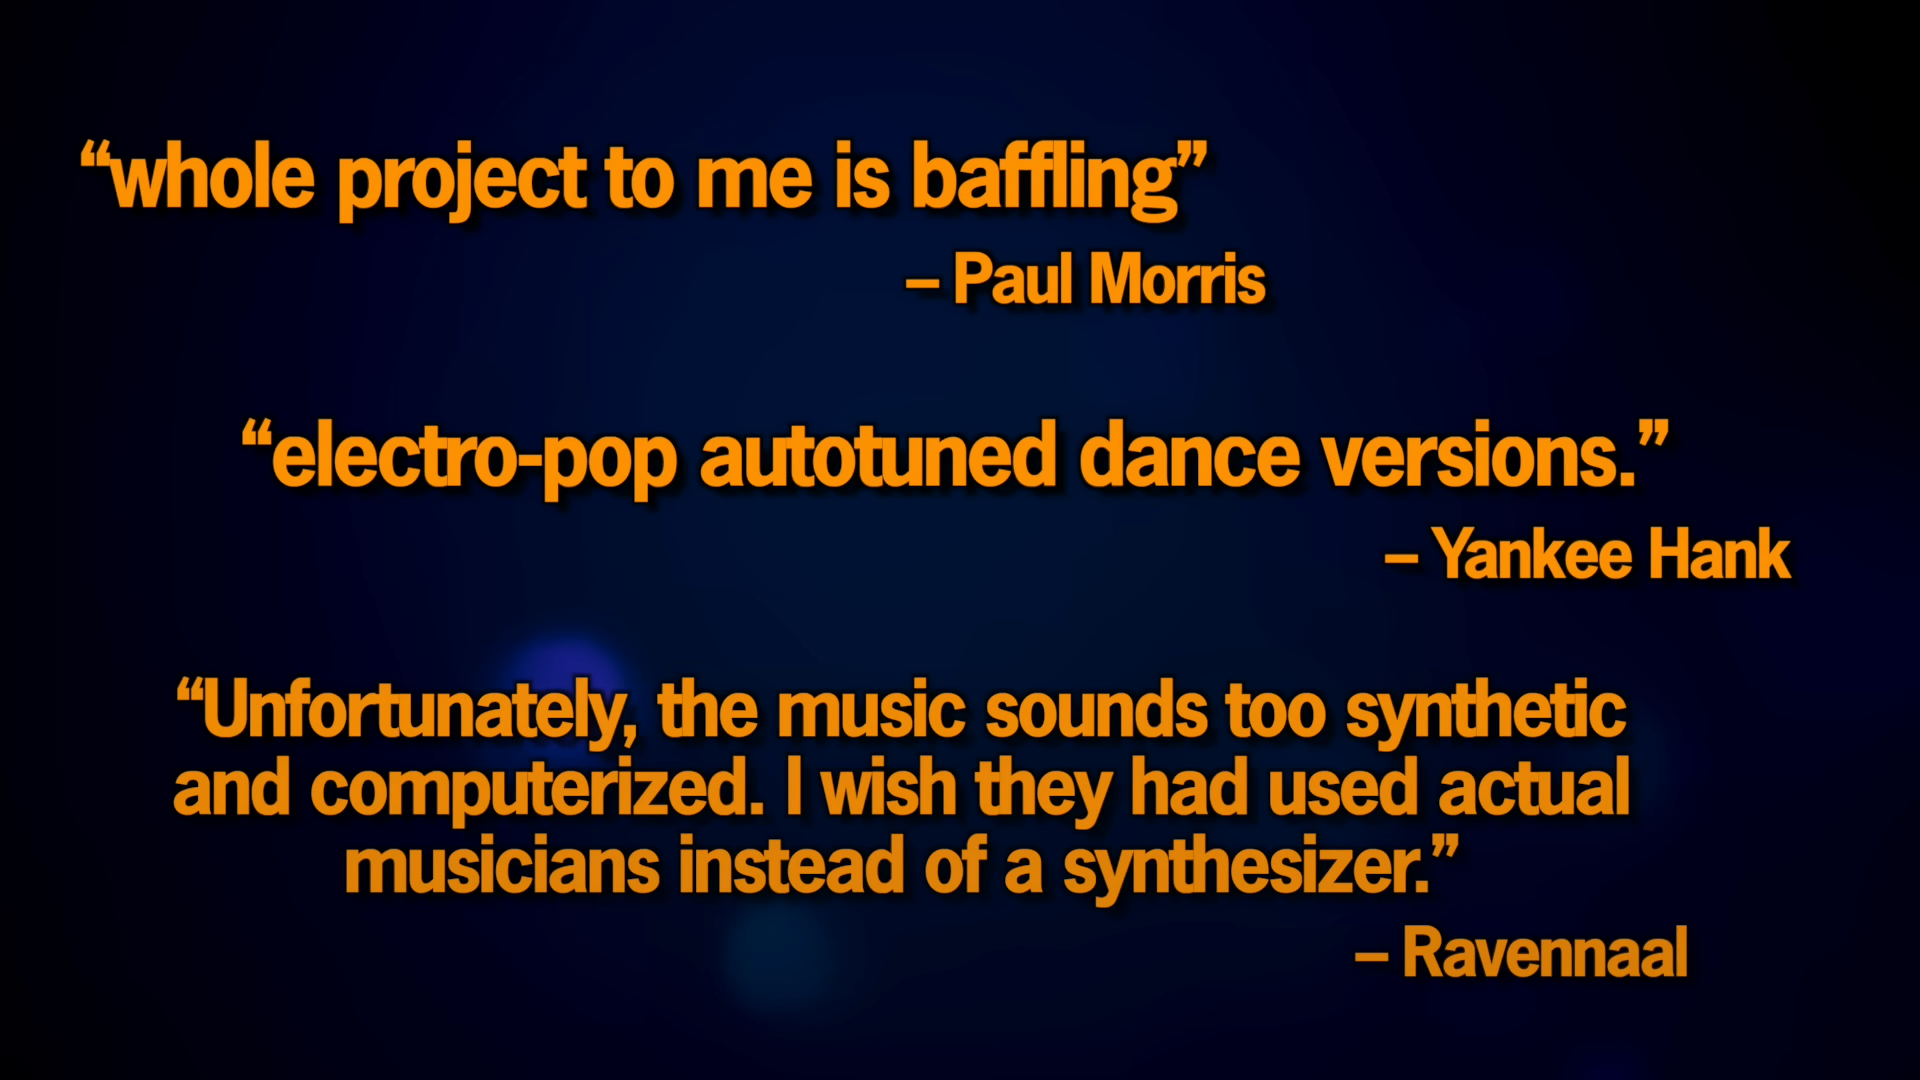 “whole project to me is baffling”
– Paul Morris
“electro-pop autotuned dance versions.”
– Yankee Hank
“Unfortunately, the music sounds too synthetic
and computerized. I wish they had used actual
musicians instead of a synthesizer.”
– Ravennaal